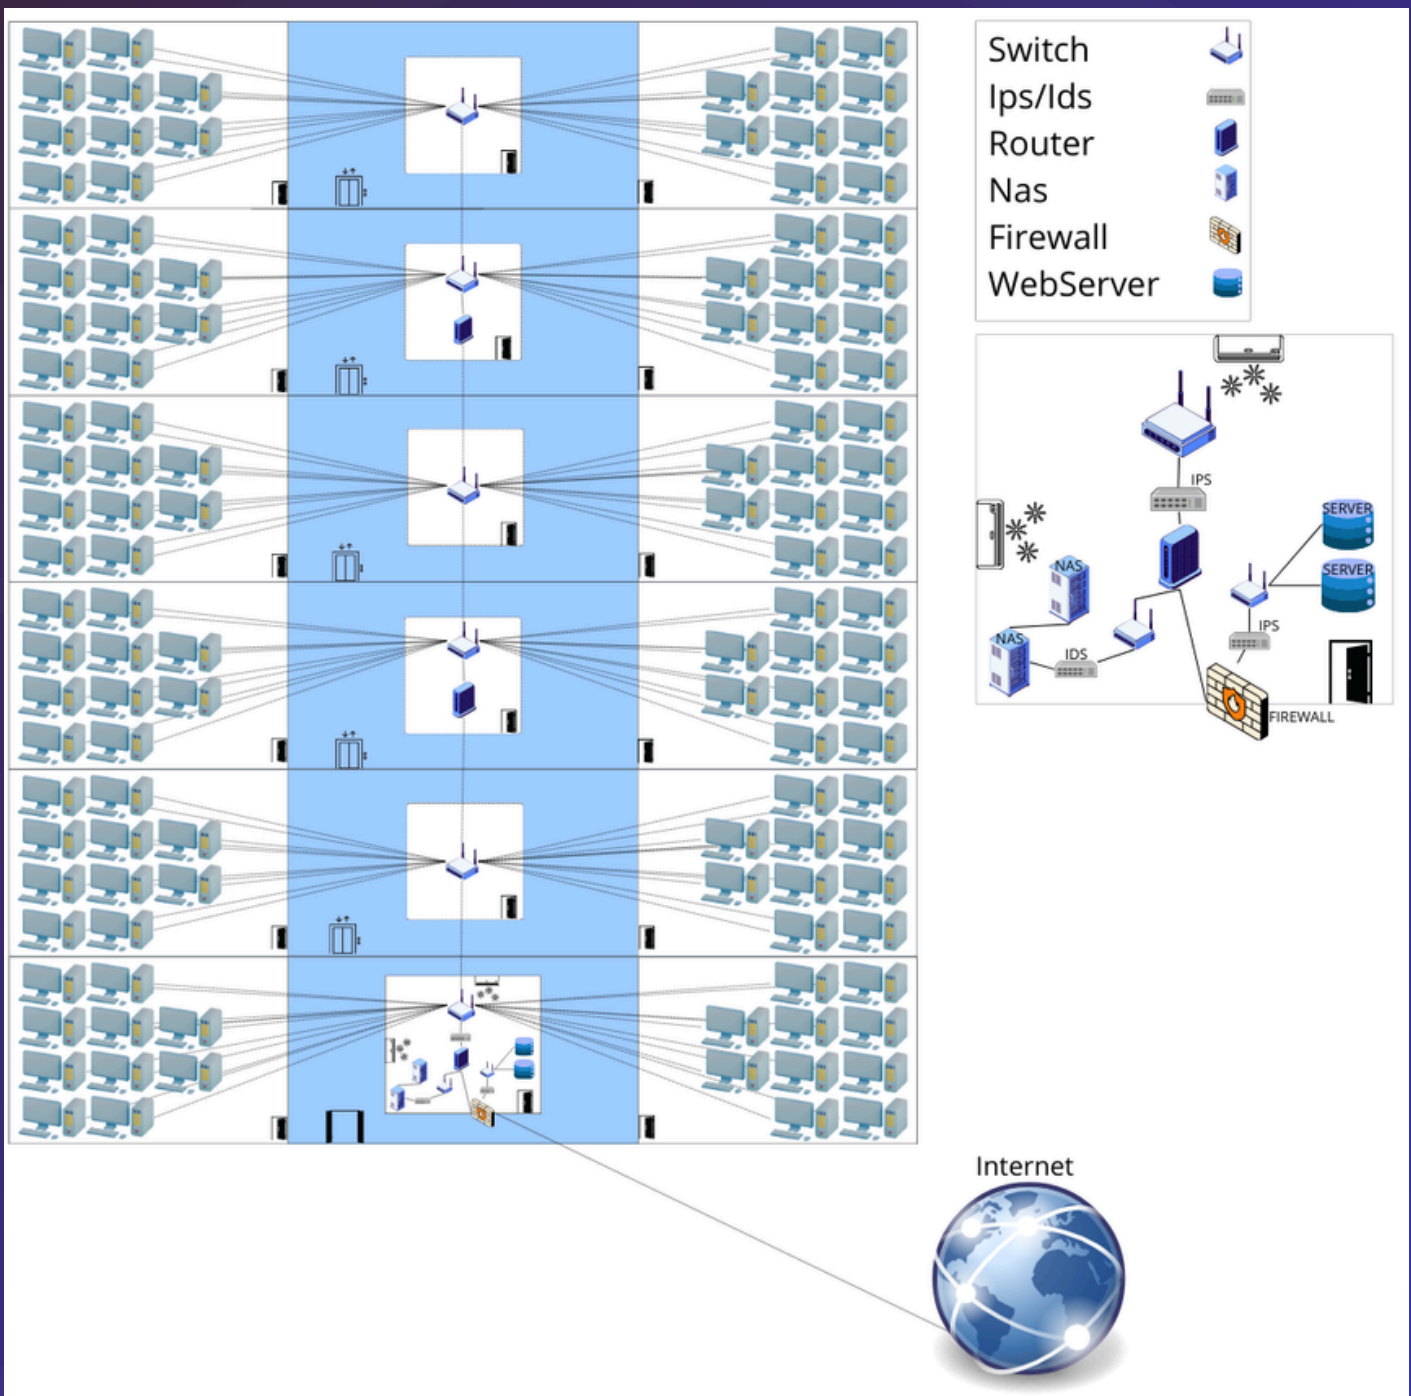 Switch
Ips/Ids
Router
Nas
Firewall
WebServer
IPS
SERVER
NAS
SERVER
IPS
NAS
IDS
FIREWALL
Internet